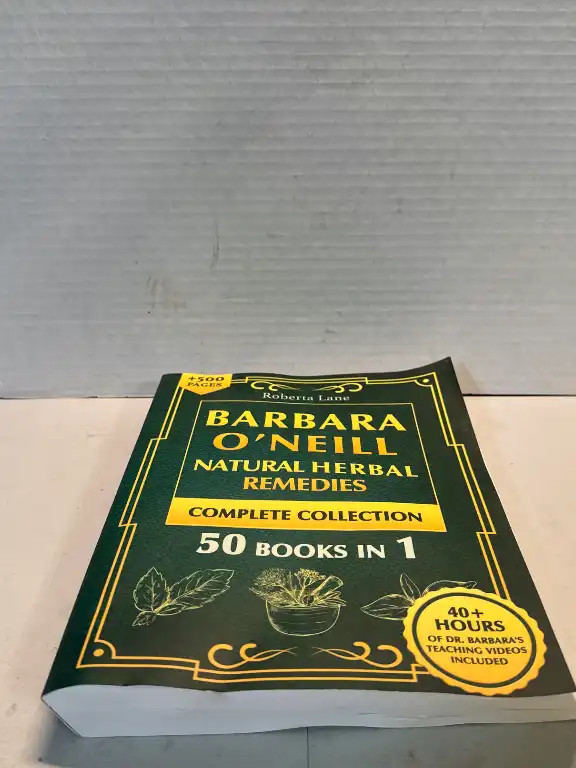 +500
PAGES
Roberta Lane
BARBARA
O'NEILL
NATURAL HERBAL
REMEDIES
COMPLETE COLLECTION
50 BOOKS IN 1
40+
HOURS
OF DR. BARBARA'S
TEACHING VIDEOS
INCLUDED